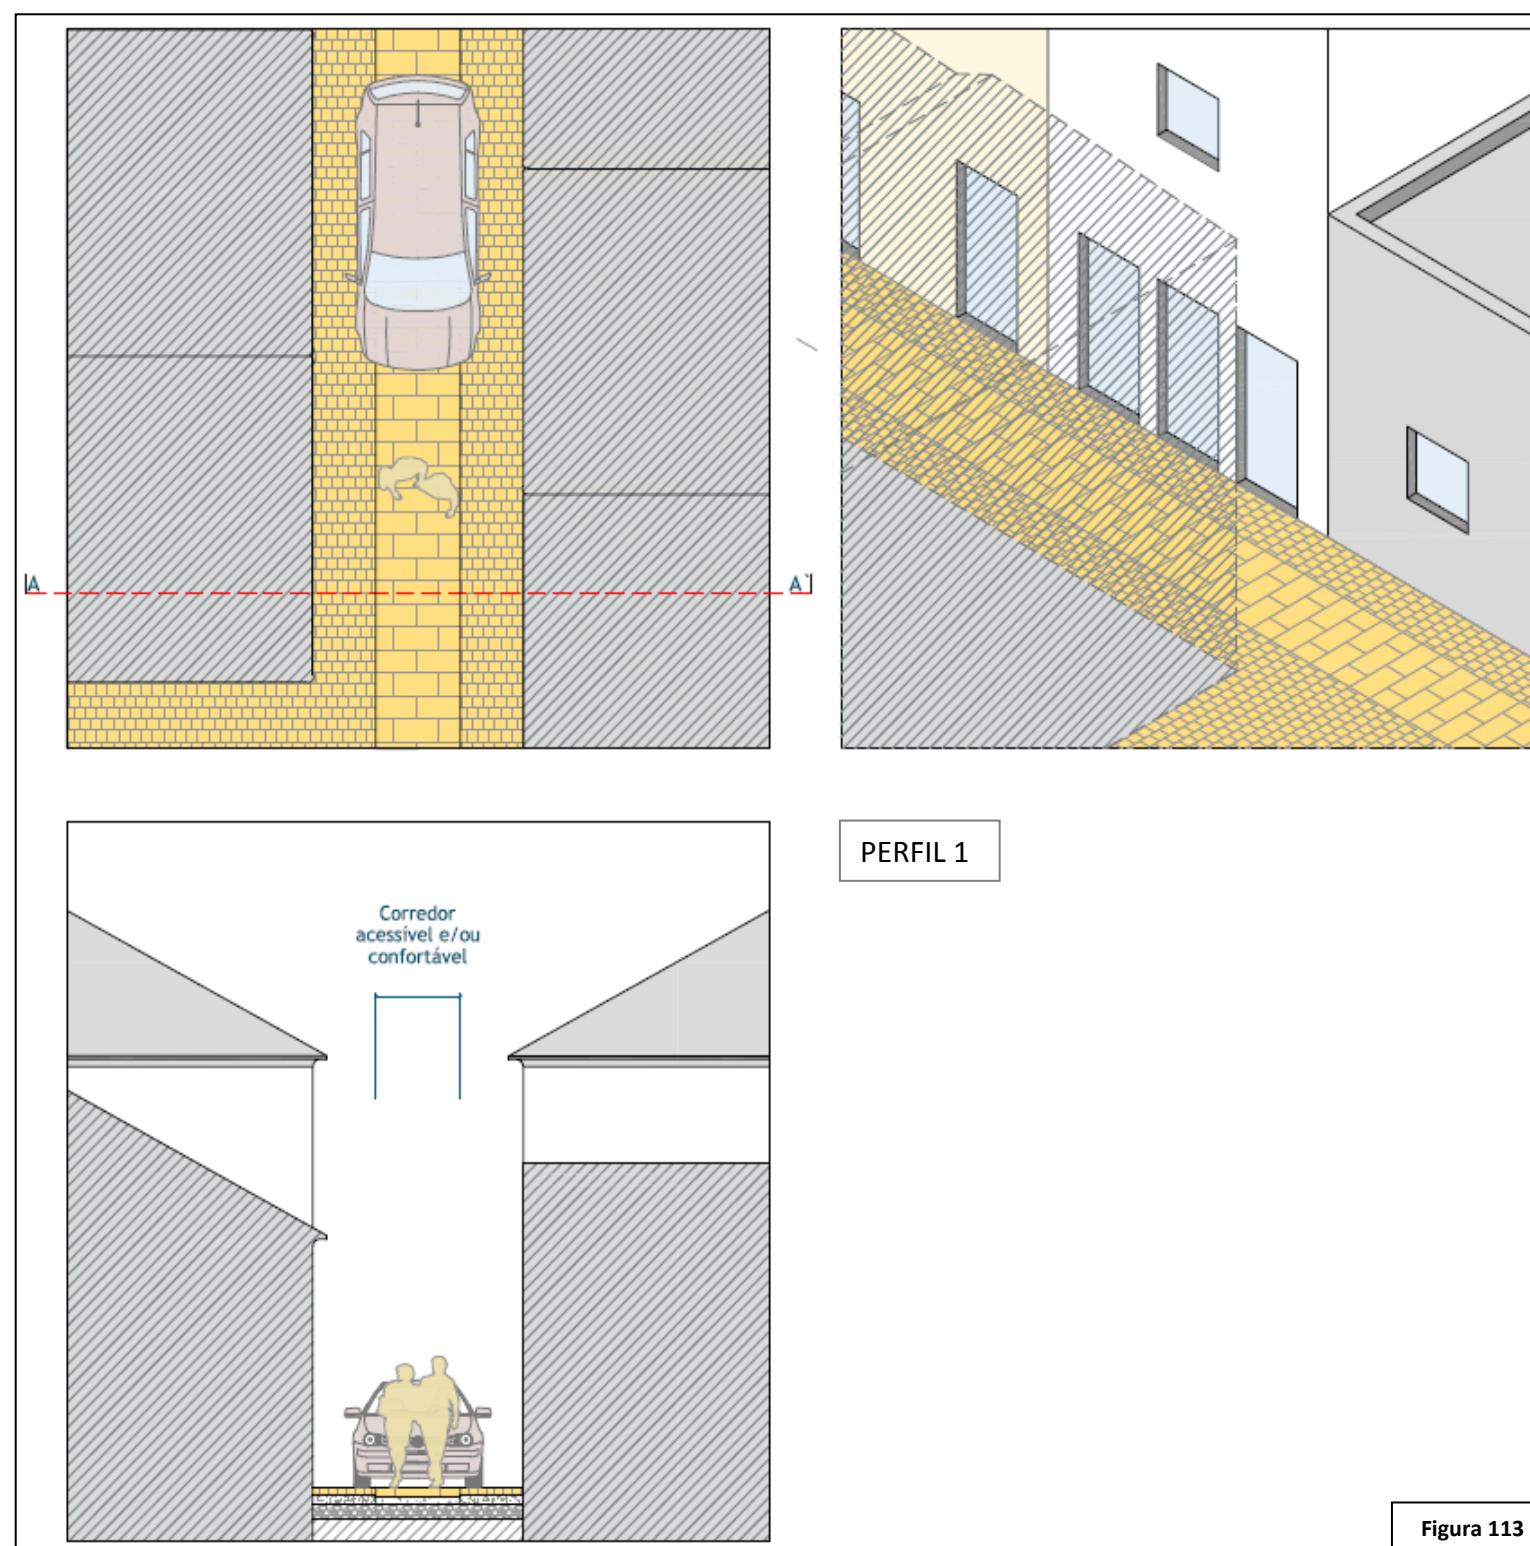 A
A`
PERFIL 1
Corredor
acessível e/ou
confortável
Figura 113